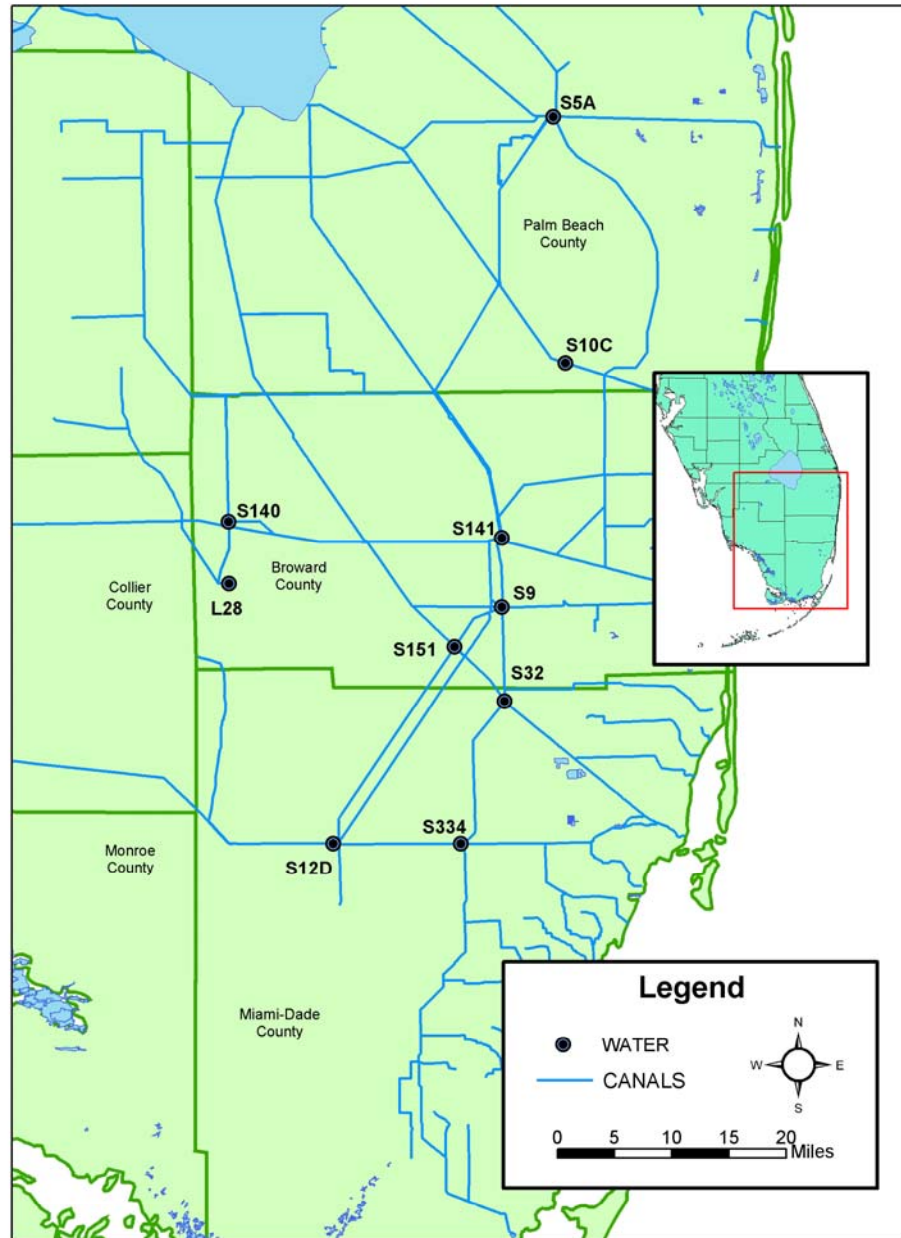 S5A
Palm Beach
County
S10C
S140
S141
Broward
County
Collier
County
L28
S9
S151
S32
S334
S12D
Monroe
County
Miami-Dade
County
Legend
WATER
CANALS
N
W
E
S
0
5
10
15
20
Miles